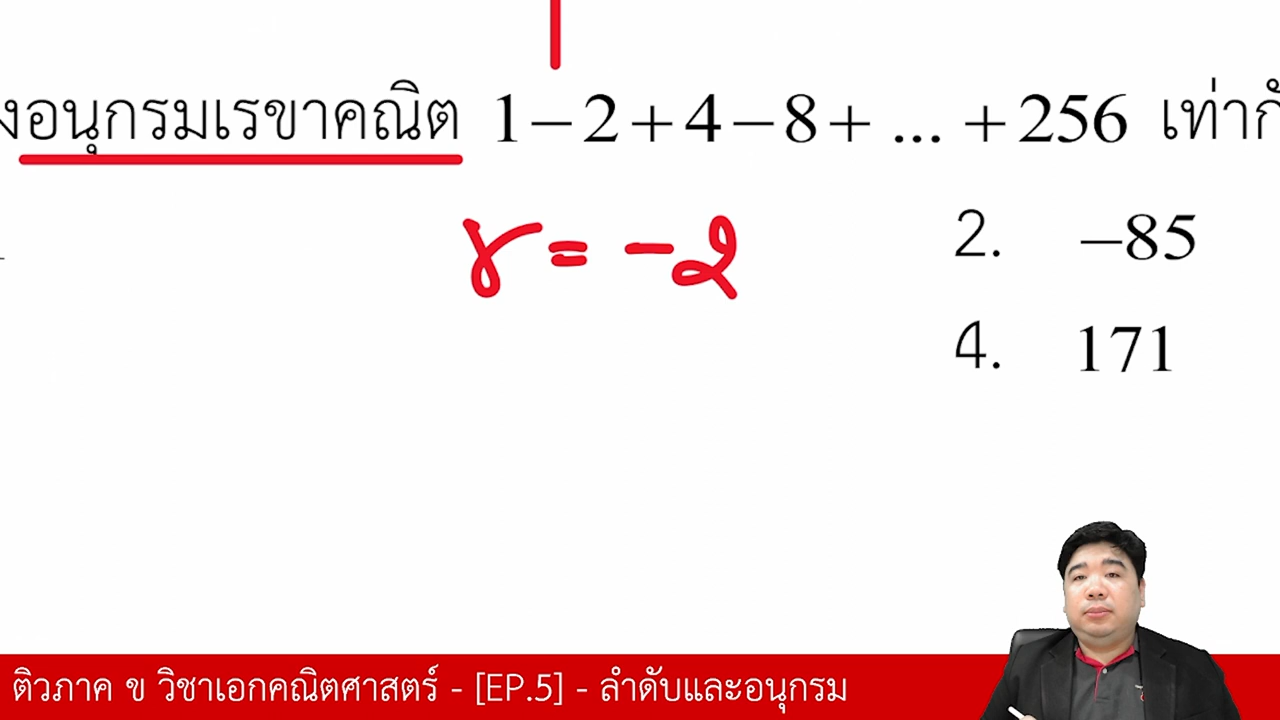 งอนุกรมเรขาคณิต 1−2+4−8+ ... +256 เท่ากั
r = −2
2. −85
4. 171
ติวภาค ข วิชาเอกคณิตศาสตร์ - [EP.5] - ลำดับและอนุกรม